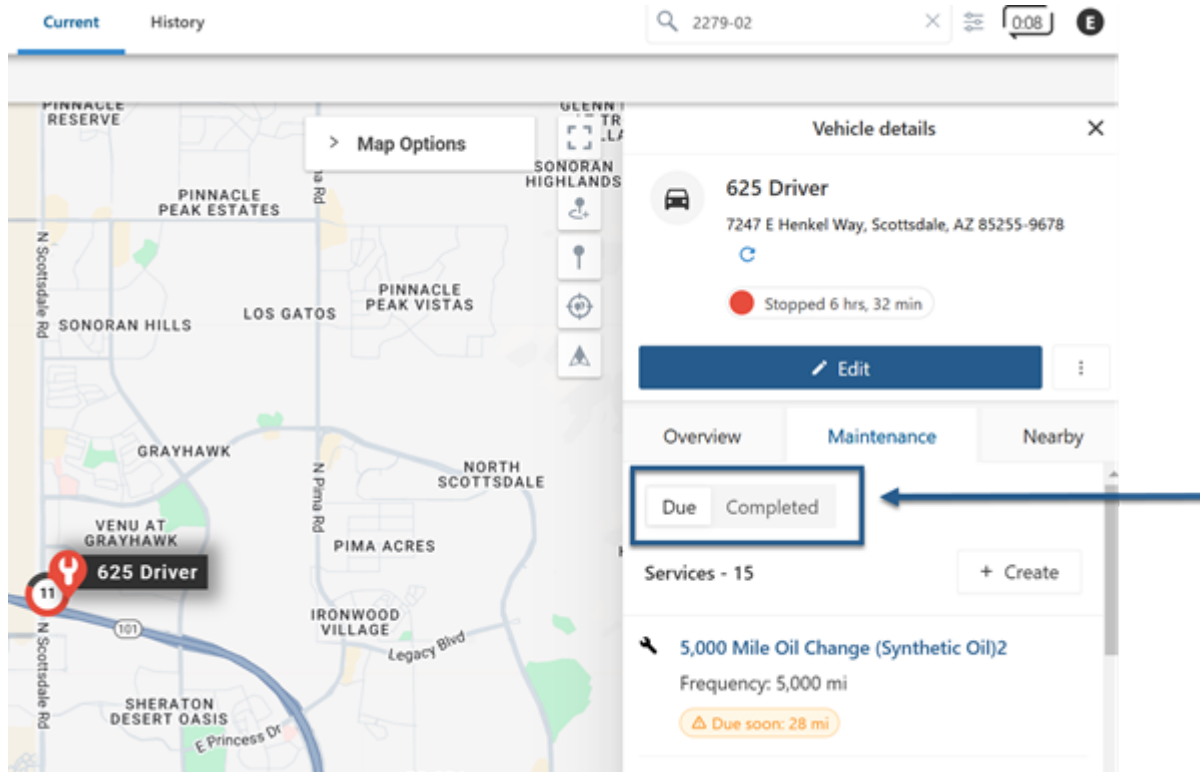 Current
History
2279-02
0:08
E
PINNACLE
RESERVE
Map Options
SONORAN
HIGHLANDS
PINNACLE
PEAK ESTATES
N Scottsdale Rd
SONORAN HILLS
LOS GATOS
PINNACLE
PEAK VISTAS
GRAYHAWK
N Pima Rd
NORTH
SCOTTSDALE
VENU AT
GRAYHAWK
PIMA ACRES
625 Driver
11
101
IRONWOOD
VILLAGE
Legacy Blvd
N Scottsdale Rd
SHERATON
DESERT OASIS
E Princess Dr
Vehicle details
625 Driver
7247 E Henkel Way, Scottsdale, AZ 85255-9678
Stopped 6 hrs, 32 min
Edit
Overview
Maintenance
Nearby
Due
Completed
Services - 15
+ Create
5,000 Mile Oil Change (Synthetic Oil)2
Frequency: 5,000 mi
Due soon: 28 mi